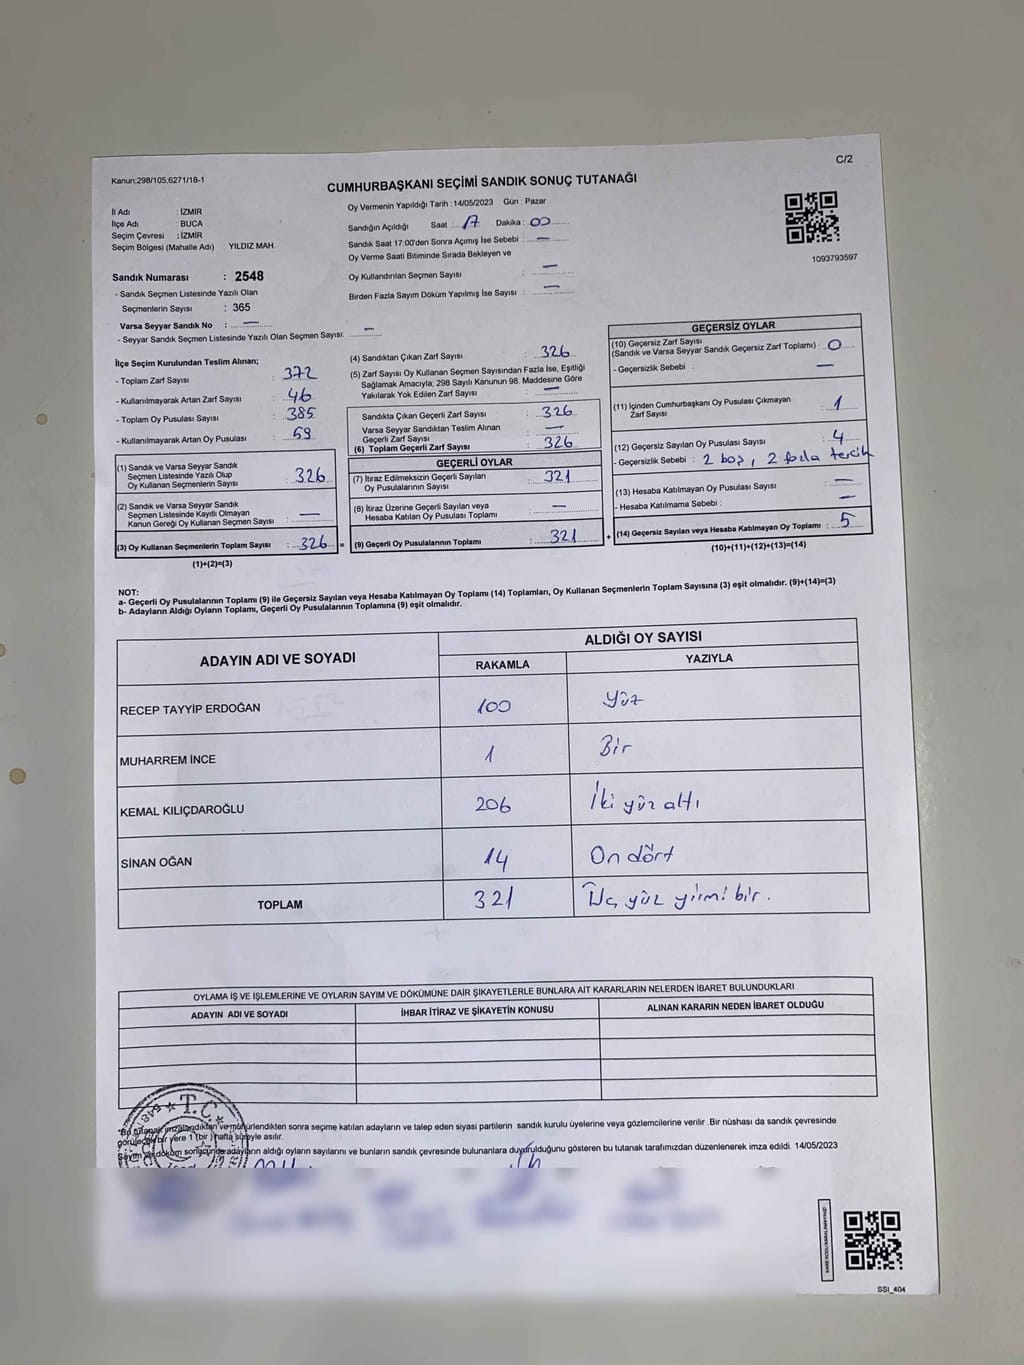 C/2
Kanun:298/105,6271/18-1
CUMHURBAŞKANI SEÇİMİ SANDIK SONUÇ TUTANAĞI
İl Adı : İZMİR
İlçe Adı : BUCA
Seçim Çevresi : İZMİR
Seçim Bölgesi (Mahalle Adı) : YILDIZ MAH.
Sandık Numarası : 2548
- Sandık Seçmen Listesinde Yazılı Olan
Seçmenlerin Sayısı : 365
Varsa Seyyar Sandık No : —
- Seyyar Sandık Seçmen Listesinde Yazılı Olan Seçmen Sayısı: —
Oy Vermenin Yapıldığı Tarih : 14/05/2023 Gün : Pazar
Sandığın Açıldığı Saat : 17 Dakika : 00
Sandık Saat 17:00'den Sonra Açımış İse Sebebi : —
Oy Verme Saati Bitiminde Sırada Bekleyen ve
Oy Kullandırılan Seçmen Sayısı : —
Birden Fazla Sayım Döküm Yapılmış İse Sayısı : —
1093793597
İlçe Seçim Kurulundan Teslim Alınan;
- Toplam Zarf Sayısı : 372
- Kullanılmayarak Artan Zarf Sayısı : 46
- Toplam Oy Pusulası Sayısı : 385
- Kullanılmayarak Artan Oy Pusulası : 59
(1) Sandık ve Varsa Seyyar Sandık
Seçmen Listesinde Yazılı Olup
Oy Kullanan Seçmenlerin Sayısı : 326
(2) Sandık ve Varsa Seyyar Sandık
Seçmen Listesinde Kayıtlı Olmayan
Kanun Gereği Oy Kullanan Seçmen Sayısı : —
(3) Oy Kullanan Seçmenlerin Toplam Sayısı : 326 =
(1)+(2)=(3)
(4) Sandıktan Çıkan Zarf Sayısı : 326
(5) Zarf Sayısı Oy Kullanan Seçmen Sayısından Fazla İse, Eşitliği
Sağlamak Amacıyla; 298 Sayılı Kanunun 98. Maddesine Göre
Yakılarak Yok Edilen Zarf Sayısı : —
Sandıkta Çıkan Geçerli Zarf Sayısı : 326
Varsa Seyyar Sandıktan Teslim Alınan
Geçerli Zarf Sayısı : —
(6) Toplam Geçerli Zarf Sayısı : 326
GEÇERLİ OYLAR
(7) İtiraz Edilmeksizin Geçerli Sayılan
Oy Pusulalarının Sayısı : 321
(8) İtiraz Üzerine Geçerli Sayılan veya
Hesaba Katılan Oy Pusulası Toplamı : —
(9) Geçerli Oy Pusulalarının Toplamı : 321 +
GEÇERSİZ OYLAR
(10) Geçersiz Zarf Sayısı
(Sandık ve Varsa Seyyar Sandık Geçersiz Zarf Toplamı) : 0
- Geçersizlik Sebebi : —
(11) İçinden Cumhurbaşkanı Oy Pusulası Çıkmayan
Zarf Sayısı : 1
(12) Geçersiz Sayılan Oy Pusulası Sayısı : 4
- Geçersizlik Sebebi : 2 boş, 2 fazla tercih
(13) Hesaba Katılmayan Oy Pusulası Sayısı : —
- Hesaba Katılmama Sebebi : —
(14) Geçersiz Sayılan veya Hesaba Katılmayan Oy Toplamı : 5
(10)+(11)+(12)+(13)=(14)
NOT:
a- Geçerli Oy Pusulalarının Toplamı (9) ile Geçersiz Sayılan veya Hesaba Katılmayan Oy Toplamı (14) Toplamları, Oy Kullanan Seçmenlerin Toplam Sayısına (3) eşit olmalıdır. (9)+(14)=(3)
b- Adayların Aldığı Oyların Toplamı, Geçerli Oy Pusulalarının Toplamına (9) eşit olmalıdır.
ADAYIN ADI VE SOYADI
ALDIĞI OY SAYISI
RAKAMLA YAZIYLA
RECEP TAYYİP ERDOĞAN 100 Yüz
MUHARREM İNCE 1 Bir
KEMAL KILIÇDAROĞLU 206 İki yüz altı
SİNAN OĞAN 14 On dört
TOPLAM 321 Üç yüz yirmi bir.
OYLAMA İŞ VE İŞLEMLERİNE VE OYLARIN SAYIM VE DÖKÜMÜNE DAİR ŞİKAYETLERLE BUNLARA AİT KARARLARIN NELERDEN İBARET BULUNDUKLARI
ADAYIN ADI VE SOYADI İHBAR İTİRAZ VE ŞİKAYETİN KONUSU ALINAN KARARIN NEDEN İBARET OLDUĞU
T.C.
*Bu tutanak imzalandıktan ve mühürlendikten sonra seçime katılan adayların ve talep eden siyasi partilerin sandık kurulu üyelerine veya gözlemcilerine verilir .Bir nüshası da sandık çevresinde
görülecek bir yere 1 (bir ) hafta süreyle asılır.
Sayım ve döküm sonucunda adayların aldığı oyların sayılarını ve bunların sandık çevresinde bulunanlara duyurulduğunu gösteren bu tutanak tarafımızdan düzenlenerek imza edildi. 14/05/2023
SSI_404